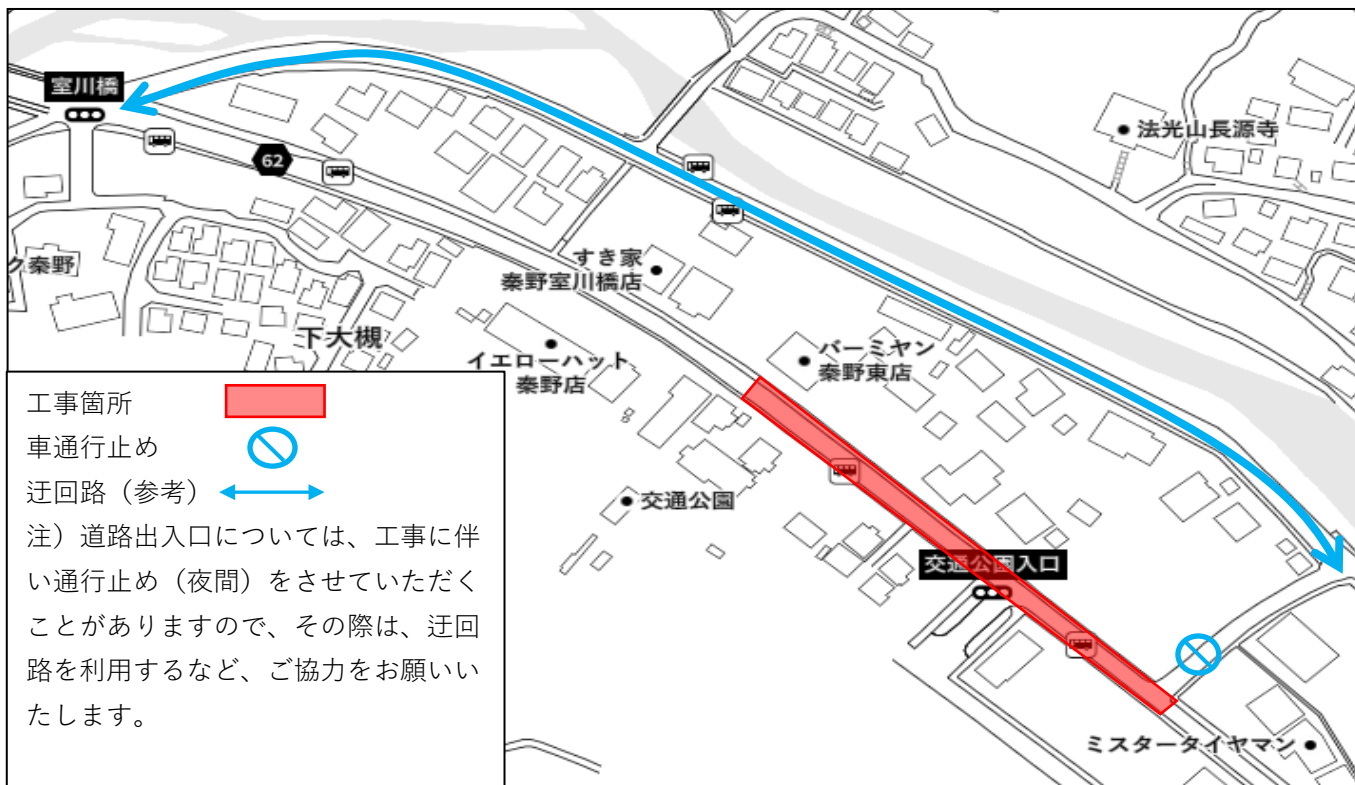 室川橋
62
法光山長源寺
ク秦野
すき家
秦野室川橋店
下大槻
イエローハット
秦野店
バーミヤン
秦野東店
交通公園
交通公園入口
ミスタータイヤマン
工事箇所
車通行止め
迂回路（参考）
注）道路出入口については、工事に伴
い通行止め（夜間）をさせていただく
ことがありますので、その際は、迂回
路を利用するなど、ご協力をお願いい
たします。